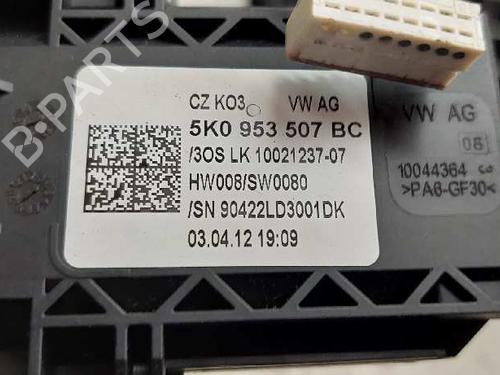 CZ KO3 VW AG
5K0 953 507 BC
/3OS LK 10021237-07
HW008/SW0080
/SN 90422LD3001DK
03.04.12 19:09
VW AG
08
10044364
>PA6-GF30<
B-PARTS